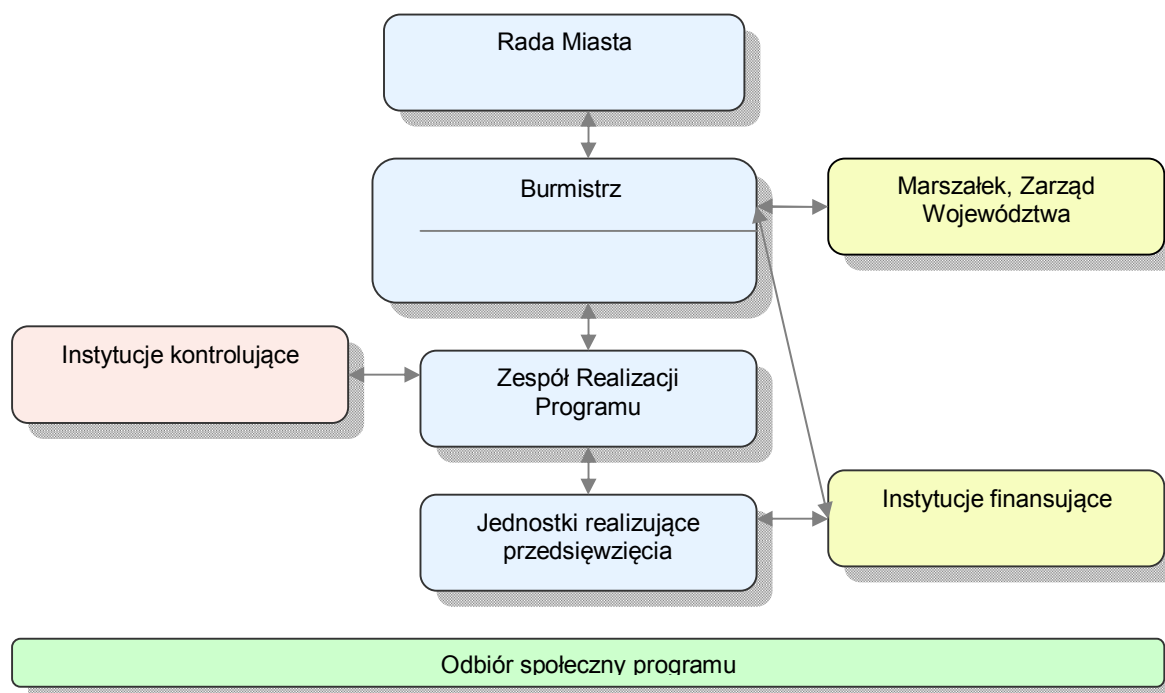 Rada Miasta
Burmistrz
Marszałek, Zarząd
Województwa
Instytucje kontrolujące
Zespół Realizacji
Programu
Jednostki realizujące
przedsięwzięcia
Instytucje finansujące
Odbiór społeczny programu